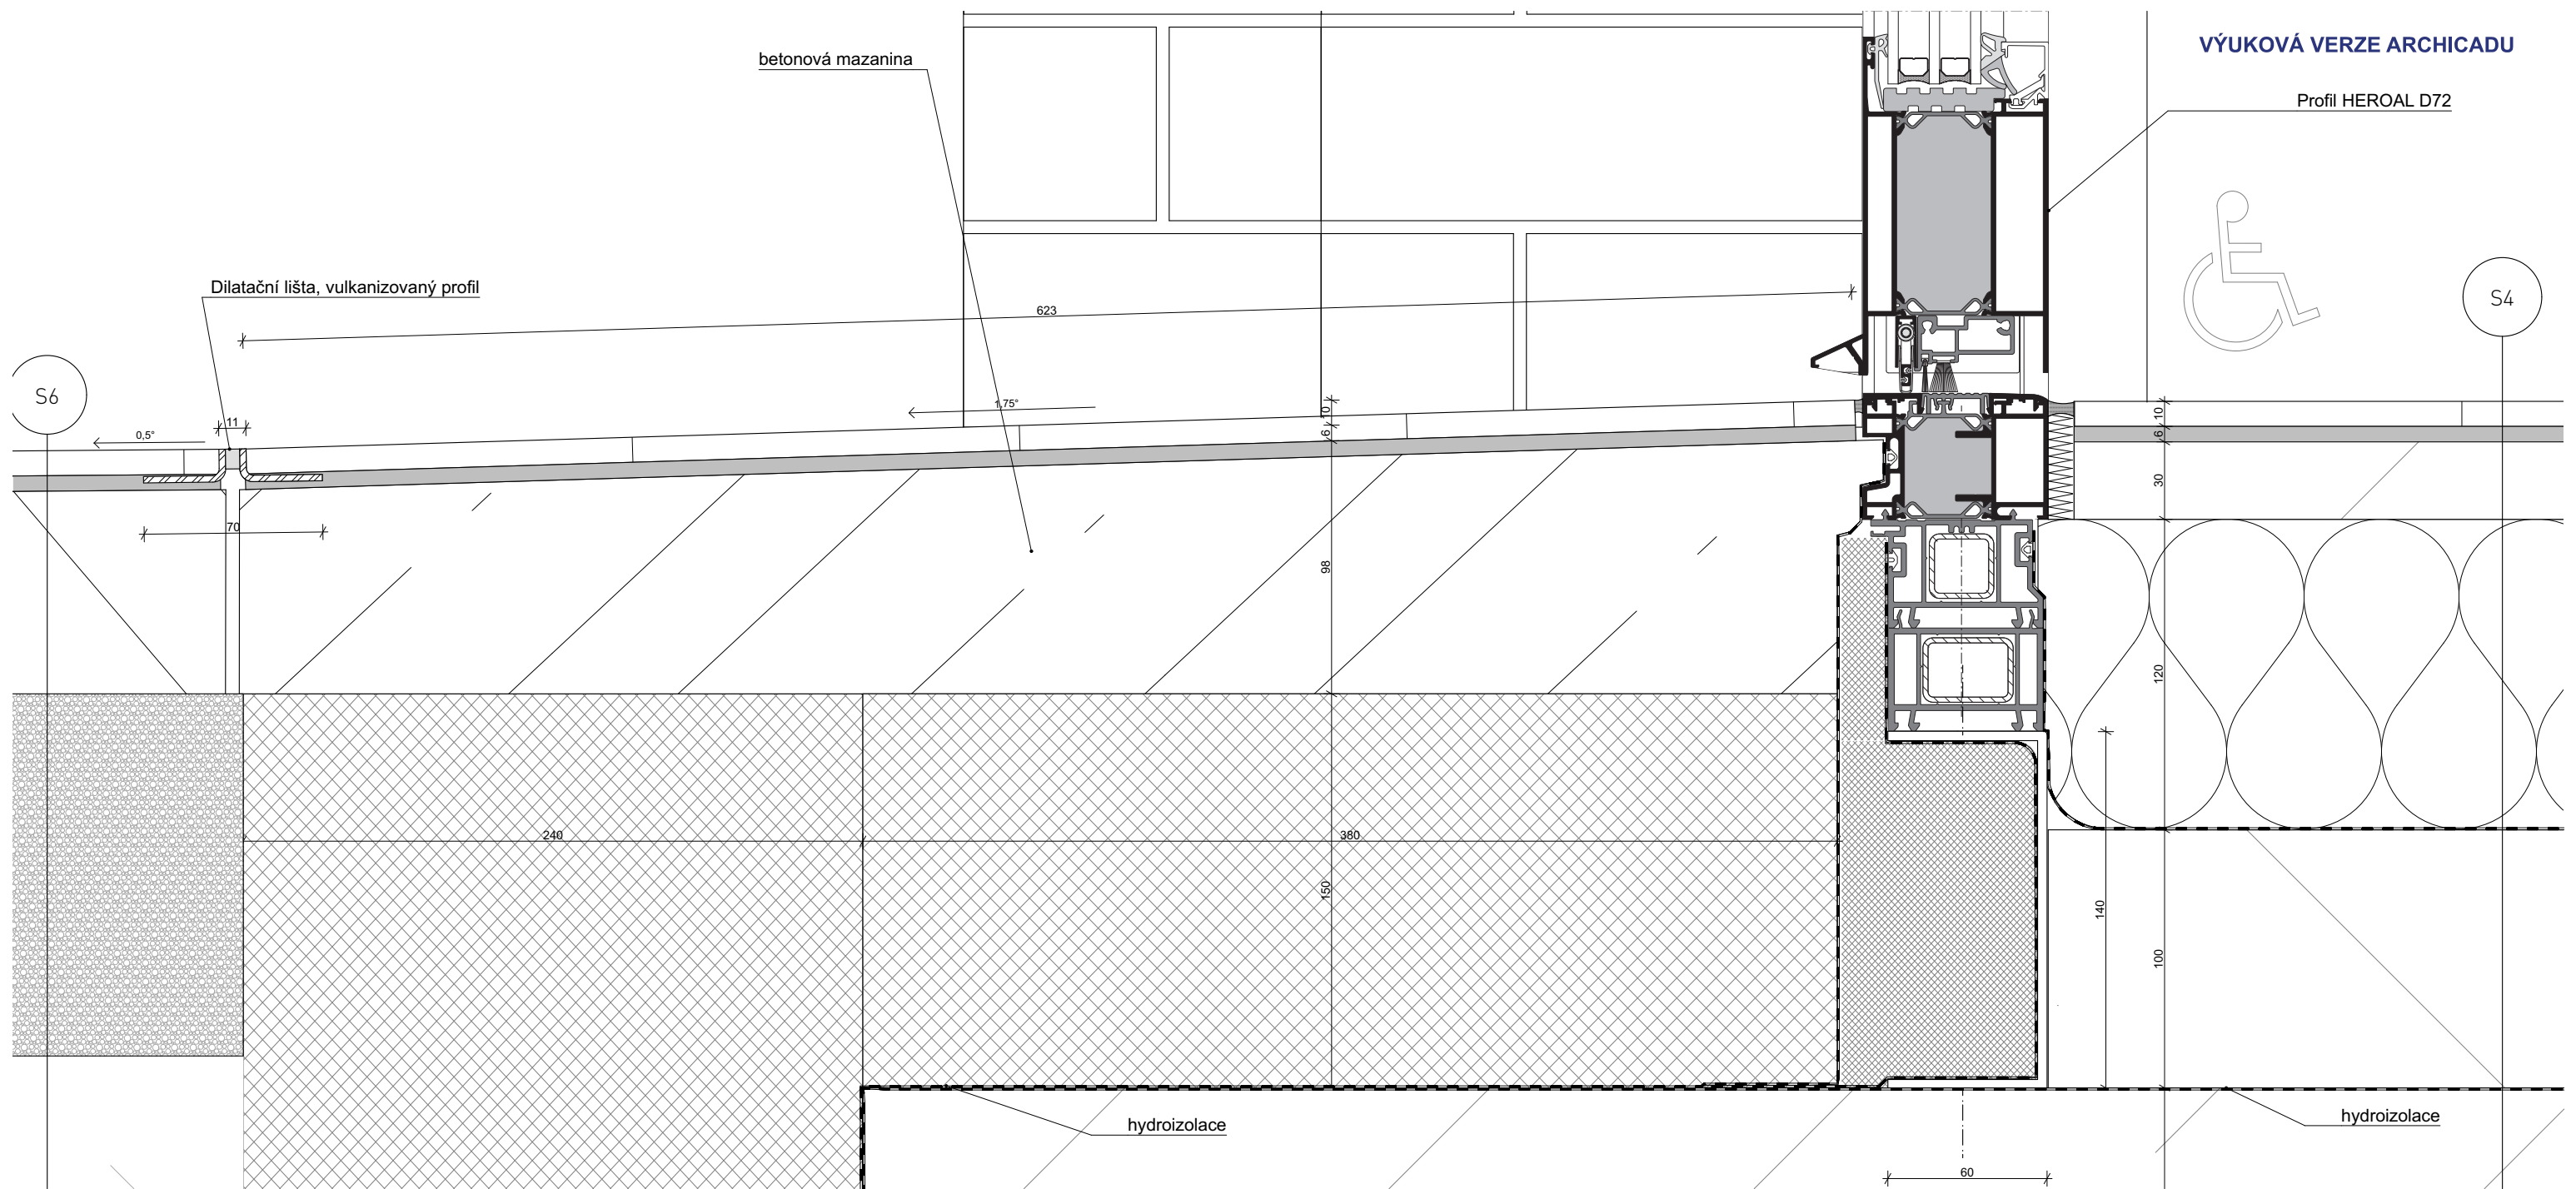 VÝUKOVÁ VERZE ARCHICADU
betonová mazanina
Profil HEROAL D72
Dilatační lišta, vulkanizovaný profil
S4
623
S6
1,75°
10
10
11
0,5°
6
6
30
70
98
120
240
380
150
140
100
hydroizolace
hydroizolace
60